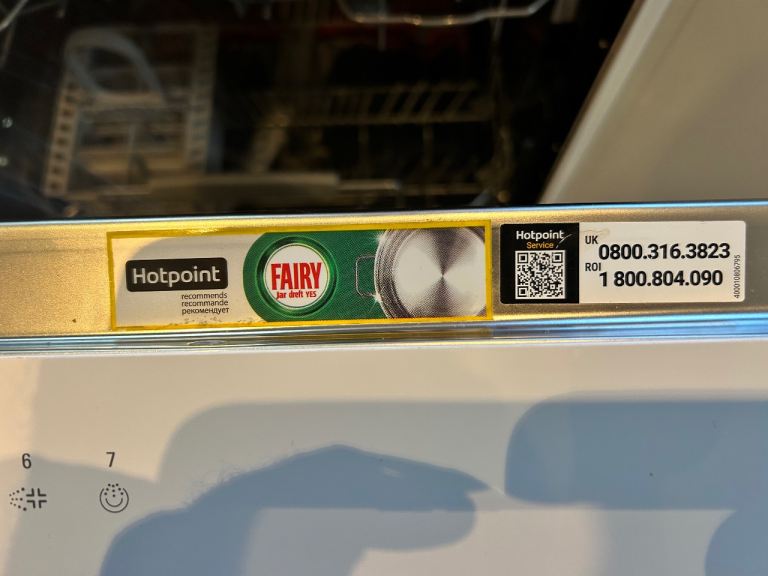 Hotpoint
recommends
recommande
рекомендует
FAIRY
Jar dreft YES
Hotpoint
Service
UK
0800.316.3823
ROI
1 800.804.090
400010806795
6 7